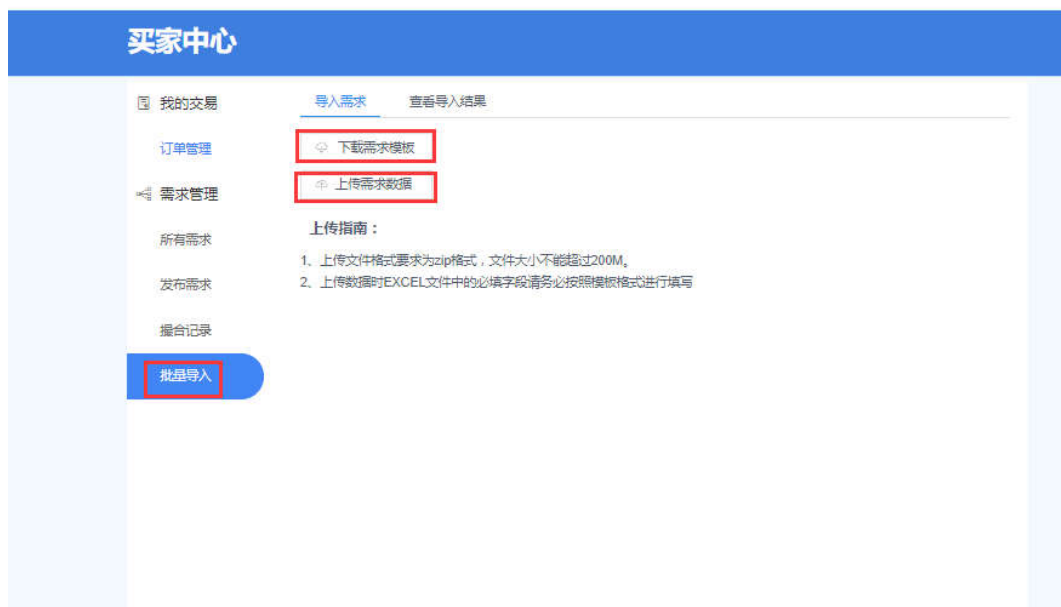 买家中心
我的交易
订单管理
需求管理
所有需求
发布需求
撮合记录
批量导入
导入需求 查看导入结果
下载需求模板
上传需求数据
上传指南：
1、上传文件格式要求为zip格式，文件大小不能超过200M。
2、上传数据时EXCEL文件中的必填字段请务必按照模板格式进行填写